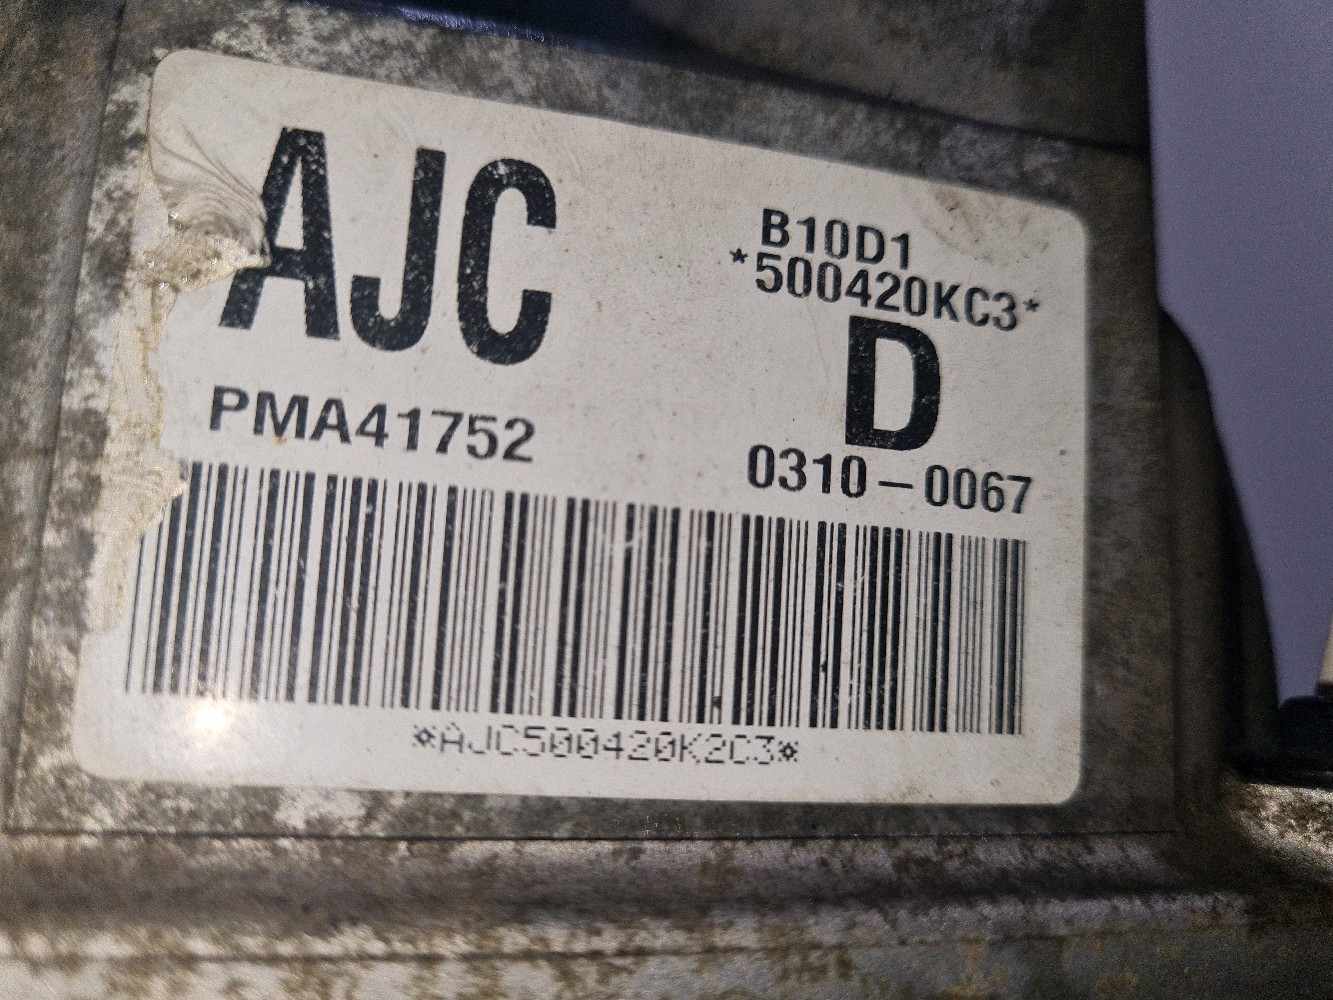 AJC
B10D1
*500420KC3*
D
PMA41752
0310-0067
*AJC500420K2C3*